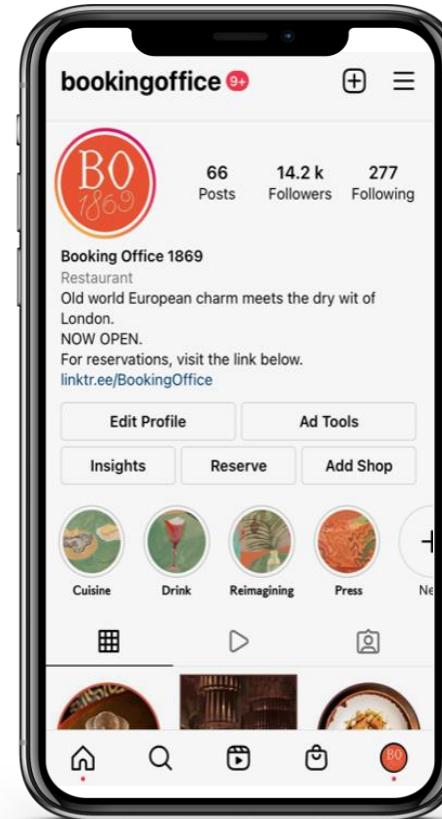 bookingoffice 9+
BO
1869
66 14.2 k 277
Posts Followers Following
Booking Office 1869
Restaurant
Old world European charm meets the dry wit of
London.
NOW OPEN.
For reservations, visit the link below.
linktr.ee/BookingOffice
Edit Profile Ad Tools
Insights Reserve Add Shop
Cuisine Drink Reimagining Press Ne
BO